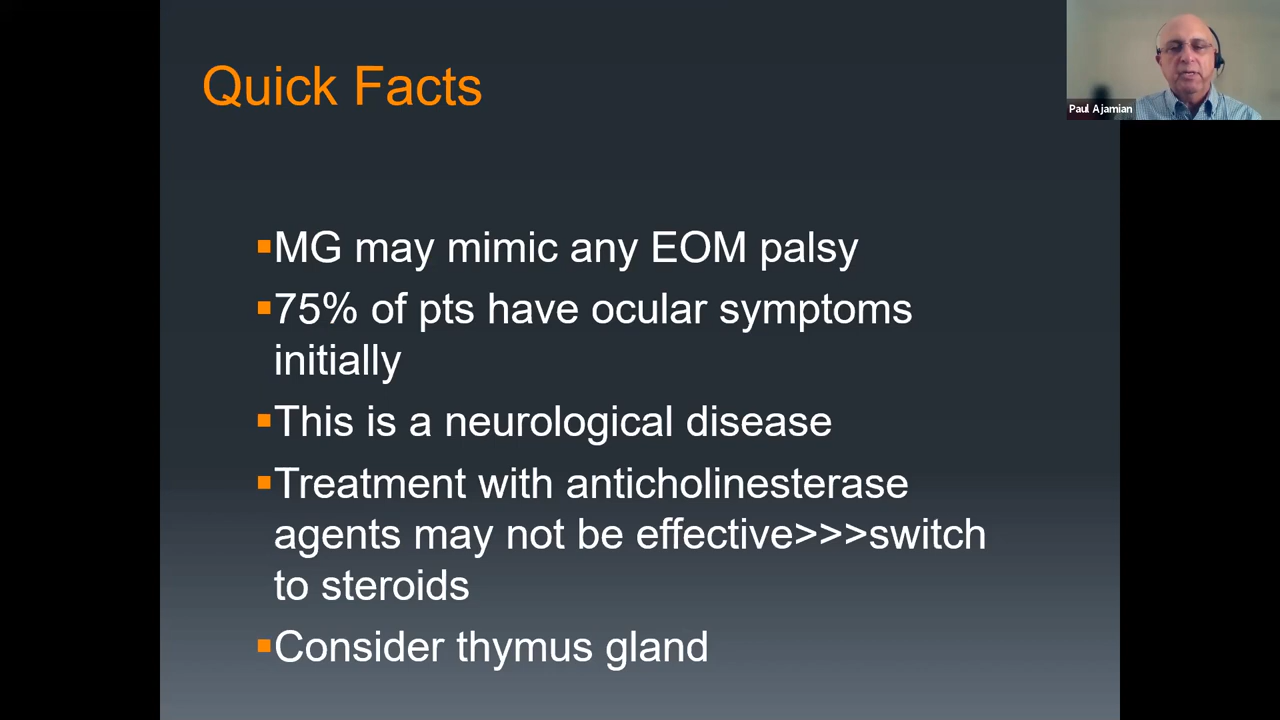 Quick Facts
Paul Ajamian
▪MG may mimic any EOM palsy
▪75% of pts have ocular symptoms
initially
▪This is a neurological disease
▪Treatment with anticholinesterase
agents may not be effective>>>switch
to steroids
▪Consider thymus gland